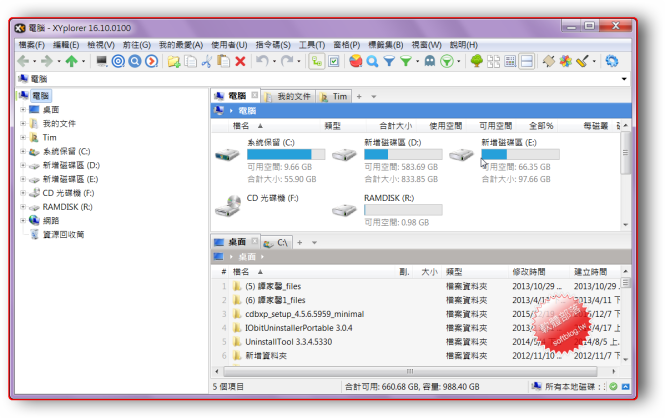 電腦 - XYplorer 16.10.0100
檔案(F) 編輯(E) 檢視(V) 前往(G) 我的最愛(A) 使用者(U) 指令碼(S) 工具(T) 窗格(P) 標籤集(B) 視窗(W) 說明(H)
電腦
電腦
桌面
我的文件
Tim
系統保留 (C:)
新增磁碟區 (D:)
新增磁碟區 (E:)
CD 光碟機 (F:)
RAMDISK (R:)
網路
資源回收筒
電腦 我的文件 Tim
電腦
檔名 類型 合計大小 使用空間 可用空間 全部% 每磁叢
系統保留 (C:) 新增磁碟區 (D:) 新增磁碟區 (E:)
可用空間: 9.66 GB 可用空間: 583.69 GB 可用空間: 66.35 GB
合計大小: 55.90 GB 合計大小: 833.85 GB 合計大小: 97.66 GB
CD 光碟機 (F:) RAMDISK (R:)
可用空間: 0.98 GB
桌面 C:\
桌面
# 檔名 副. 大小 類型 修改時間 建立時間
1 (5) 譚家馨_files 檔案資料夾 2013/10/29 ... 2013/10/29 .
2 (6) 譚家馨1_files 檔案資料夾 2013/4/11 2013/4/11 下
3 cdbxp_setup_4.5.6.5959_minimal 檔案資料夾 2015/12/7 下
4 IObitUninstallerPortable 3.0.4 檔案資料夾 /4/17 上
5 UninstallTool 3.3.4.5330 檔案資料夾 2014/8/5 上.
6 新增資料夾 檔案資料夾 2012/11/10 ... 2012/11/7 下
5 個項目 合計可用: 660.68 GB, 容量: 988.40 GB 所有本地磁碟:
softblog.tw